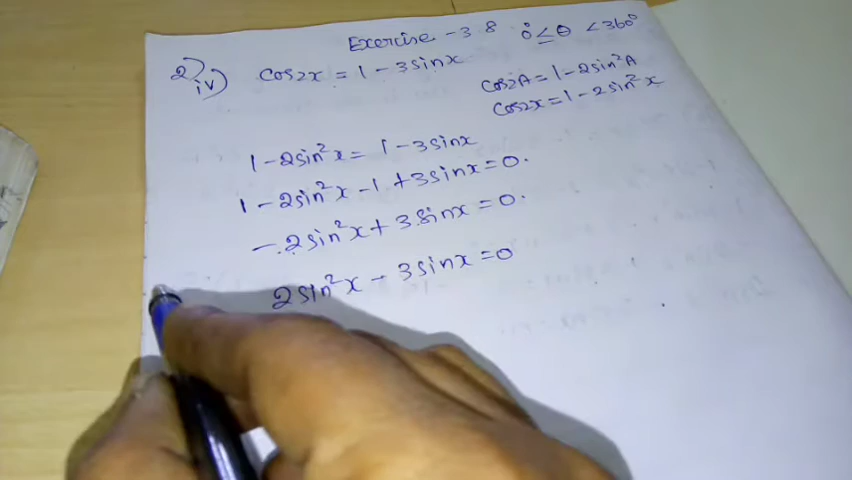 Exercise - 3.8 0° ≤ θ < 360°
2) iv) cos2x = 1 - 3sinx
cos2A = 1 - 2sin²A
cos2x = 1 - 2sin²x
1 - 2sin²x = 1 - 3sinx
1 - 2sin²x - 1 + 3sinx = 0.
- 2sin²x + 3sinx = 0.
2sin²x - 3sinx = 0